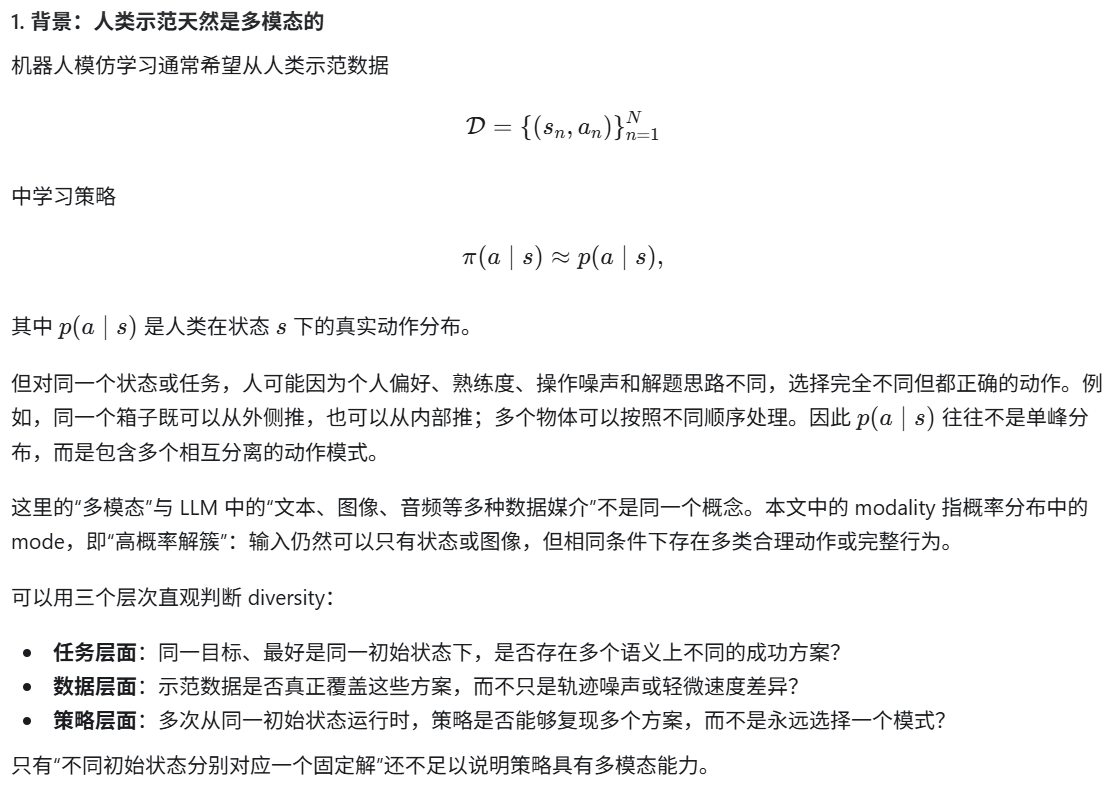 1. 背景：人类示范天然是多模态的
机器人模仿学习通常希望从人类示范数据
𝒟 = {(sₙ, aₙ)}ₙ₌₁ᴺ
中学习策略
π(a | s) ≈ p(a | s),
其中 p(a | s) 是人类在状态 s 下的真实动作分布。
但对同一个状态或任务，人可能因为个人偏好、熟练度、操作噪声和解题思路不同，选择完全不同但都正确的动作。例
如，同一个箱子既可以从外侧推，也可以从内部推；多个物体可以按照不同顺序处理。因此 p(a | s) 往往不是单峰分
布，而是包含多个相互分离的动作模式。
这里的“多模态”与 LLM 中的“文本、图像、音频等多种数据媒介”不是同一个概念。本文中的 modality 指概率分布中的
mode，即“高概率解簇”：输入仍然可以只有状态或图像，但相同条件下存在多类合理动作或完整行为。
可以用三个层次直观判断 diversity：
• 任务层面：同一目标、最好是同一初始状态下，是否存在多个语义上不同的成功方案？
• 数据层面：示范数据是否真正覆盖这些方案，而不只是轨迹噪声或轻微速度差异？
• 策略层面：多次从同一初始状态运行时，策略是否能够复现多个方案，而不是永远选择一个模式？
只有“不同初始状态分别对应一个固定解”还不足以说明策略具有多模态能力。